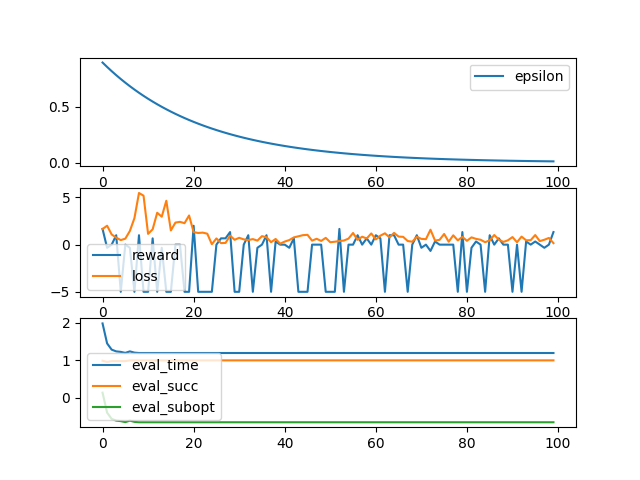 epsilon
0.5
0.0
0 20 40 60 80 100
5
0
−5
reward
loss
0 20 40 60 80 100
2
1
0
eval_time
eval_succ
eval_subopt
0 20 40 60 80 100